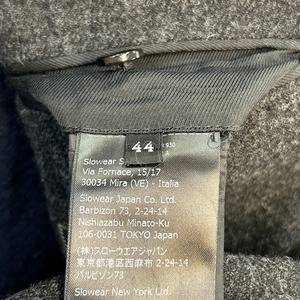 44
930
Slowear S
Via Fornace, 15/17
30034 Mira (VE) - Italia
Slowear Japan Co. Ltd.
Barbizon 73, 2-24-14
Nishiazabu Minato-Ku
106-0031 TOKYO Japan
(株)スローウエアジャパン
東京都港区西麻布 2-24-14
バルビゾン73
Slowear New York Ltd.